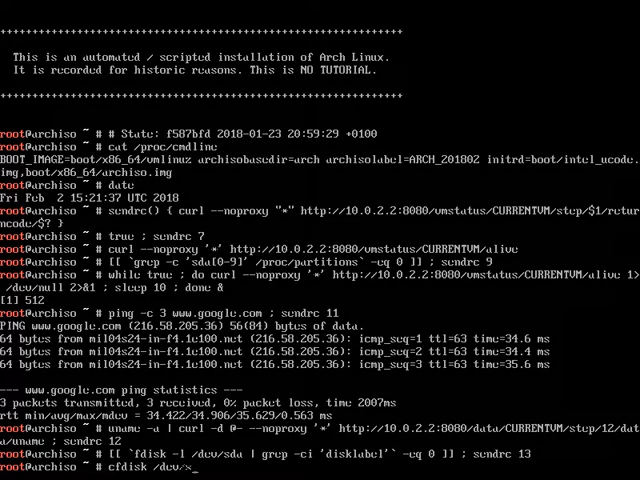 +++++++++++++++++++++++++++++++++++++++++++++++++++++++++++++++
This is an automated / scripted installation of Arch Linux.
It is recorded for historic reasons. This is NO TUTORIAL.
+++++++++++++++++++++++++++++++++++++++++++++++++++++++++++++++
root@archiso ~ # # State: f587bfd 2018-01-23 20:59:29 +0100
root@archiso ~ # cat /proc/cmdline
BOOT_IMAGE=boot/x86_64/vmlinuz archisobasedir=arch archisolabel=ARCH_201802 initrd=boot/intel_ucode.
img,boot/x86_64/archiso.img
root@archiso ~ # date
Fri Feb  2 15:21:37 UTC 2018
root@archiso ~ # sendrc() { curl --noproxy "*" http://10.0.2.2:8080/vmstatus/CURRENTVM/step/$1/retur
ncode/$? }
root@archiso ~ # true ; sendrc 7
root@archiso ~ # curl --noproxy '*' http://10.0.2.2:8080/vmstatus/CURRENTVM/alive
root@archiso ~ # [[ `grep -c 'sda[0-9]' /proc/partitions` -eq 0 ]] ; sendrc 9
root@archiso ~ # while true ; do curl --noproxy '*' http://10.0.2.2:8080/vmstatus/CURRENTVM/alive 1>
/dev/null 2>&1 ; sleep 10 ; done &
[1] 512
root@archiso ~ # ping -c 3 www.google.com ; sendrc 11
PING www.google.com (216.58.205.36) 56(84) bytes of data.
64 bytes from mil04s24-in-f4.1e100.net (216.58.205.36): icmp_seq=1 ttl=63 time=34.6 ms
64 bytes from mil04s24-in-f4.1e100.net (216.58.205.36): icmp_seq=2 ttl=63 time=34.4 ms
64 bytes from mil04s24-in-f4.1e100.net (216.58.205.36): icmp_seq=3 ttl=63 time=35.6 ms
--- www.google.com ping statistics ---
3 packets transmitted, 3 received, 0% packet loss, time 2007ms
rtt min/avg/max/mdev = 34.422/34.906/35.629/0.563 ms
root@archiso ~ # uname -a | curl -d @- --noproxy '*' http://10.0.2.2:8080/data/CURRENTVM/step/12/dat
a/uname ; sendrc 12
root@archiso ~ # [[ `fdisk -l /dev/sda | grep -ci 'disklabel'` -eq 0 ]] ; sendrc 13
root@archiso ~ # cfdisk /dev/s_